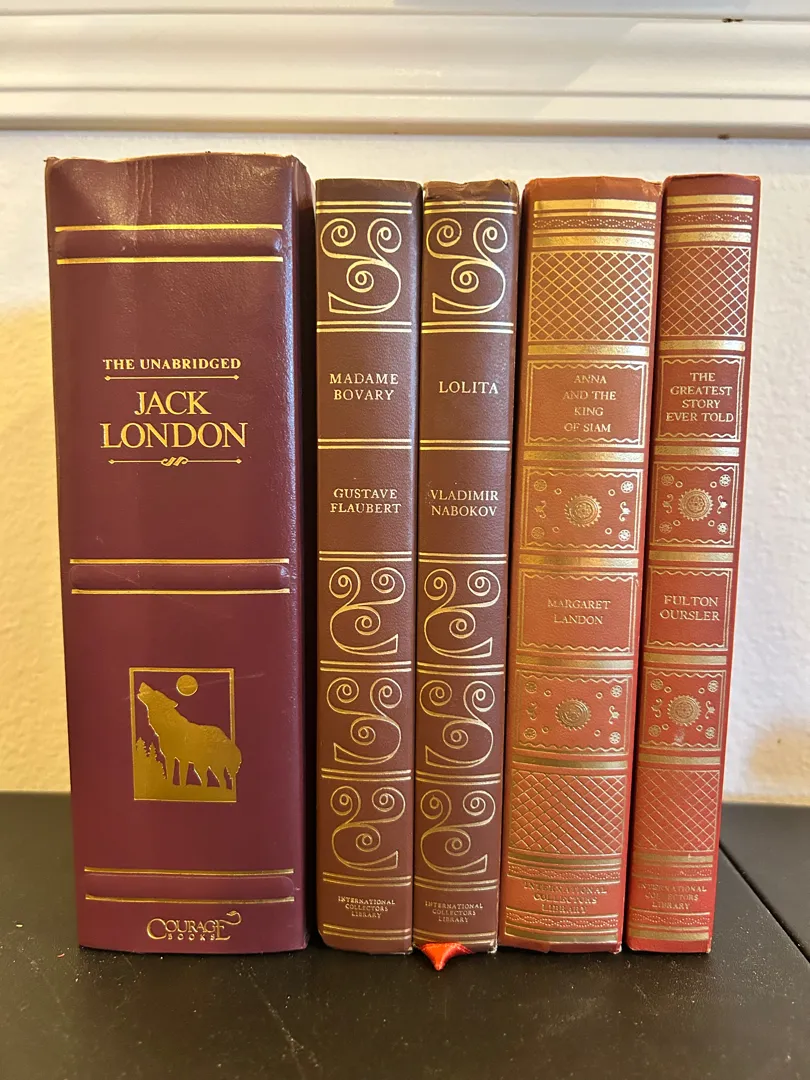 THE UNABRIDGED
JACK
LONDON
COURAGE
BOOKS
MADAME
BOVARY
GUSTAVE
FLAUBERT
INTERNATIONAL
COLLECTORS
LIBRARY
LOLITA
VLADIMIR
NABOKOV
INTERNATIONAL
COLLECTORS
LIBRARY
ANNA
AND THE
KING
OF SIAM
MARGARET
LANDON
INTERNATIONAL
COLLECTORS
LIBRARY
THE
GREATEST
STORY
EVER TOLD
FULTON
OURSLER
INTERNATIONAL
COLLECTORS
LIBRARY